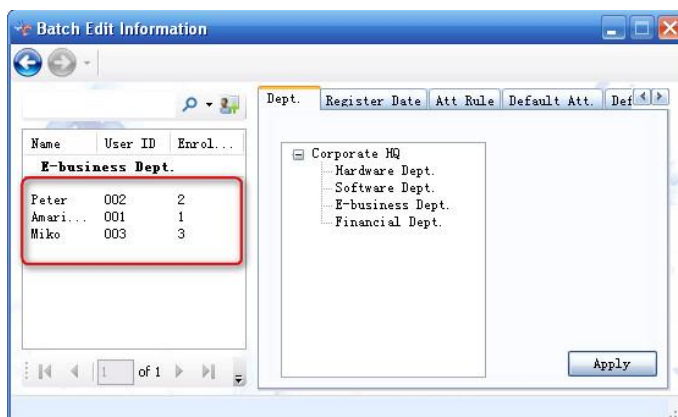 Batch Edit Information
Dept. Register Date Att Rule Default Att. Def
Name User ID Enrol...
E-business Dept.
Peter 002 2
Amari... 001 1
Miko 003 3
Corporate HQ
Hardware Dept.
Software Dept.
E-business Dept.
Financial Dept.
1 of 1
Apply